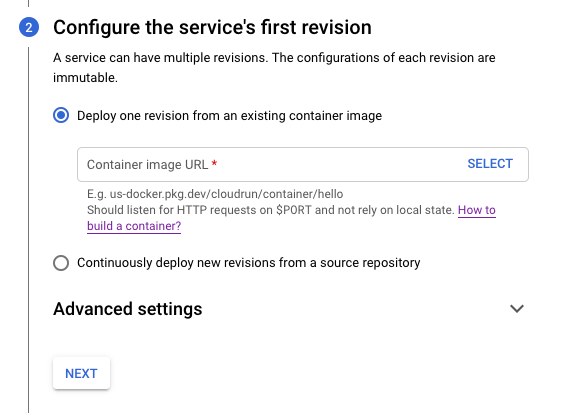 2 Configure the service's first revision
A service can have multiple revisions. The configurations of each revision are
immutable.
Deploy one revision from an existing container image
Container image URL * SELECT
E.g. us-docker.pkg.dev/cloudrun/container/hello
Should listen for HTTP requests on $PORT and not rely on local state. How to
build a container?
Continuously deploy new revisions from a source repository
Advanced settings
NEXT